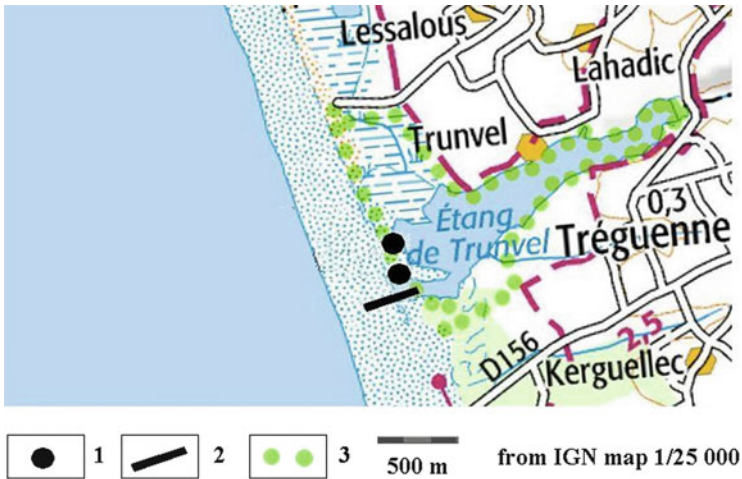 Lessalous
Lahadic
Trunvel
0,3
Étang
de Trunvel
Tréguenne
2,5
D156
Kerguellec
1 2 3 500 m from IGN map 1/25 000